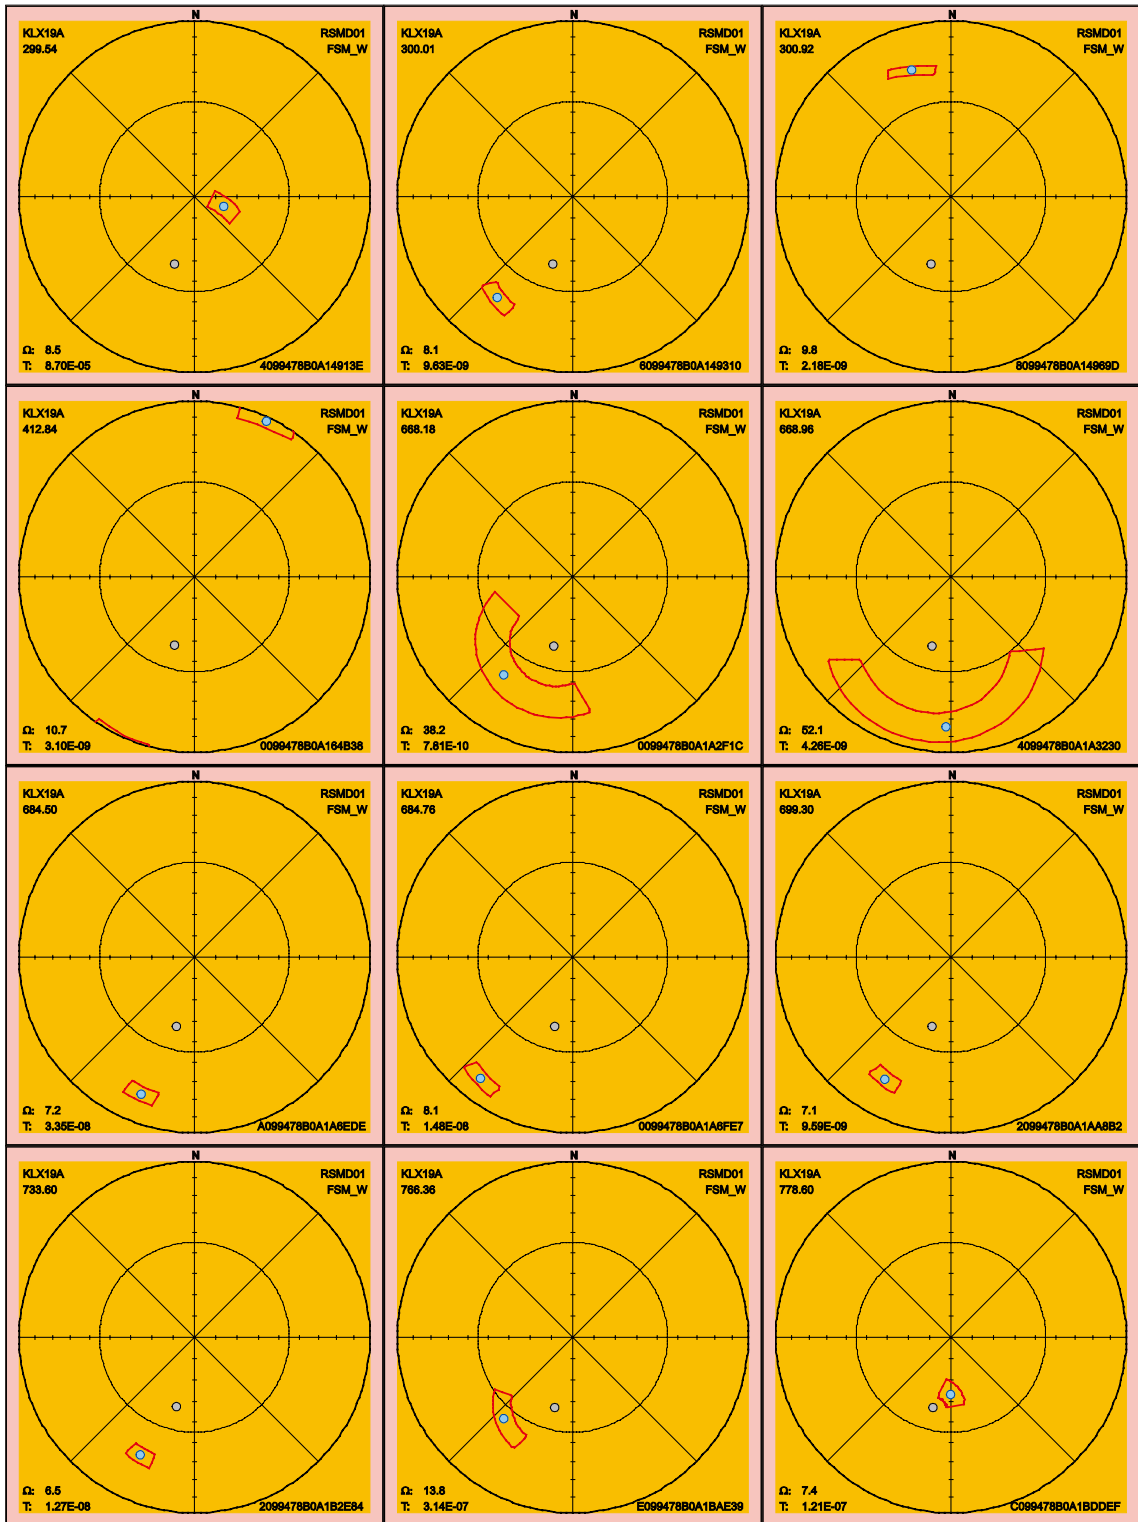 N
KLX19A RSMD01
299.54 FSM_W
Ω: 8.5
T: 8.70E-05 4099478B0A14913E
N
KLX19A RSMD01
300.01 FSM_W
Ω: 8.1
T: 9.63E-09 6099478B0A149310
N
KLX19A RSMD01
300.92 FSM_W
Ω: 9.8
T: 2.18E-09 8099478B0A14969D
N
KLX19A RSMD01
412.84 FSM_W
Ω: 10.7
T: 3.10E-09 0099478B0A164B38
N
KLX19A RSMD01
668.18 FSM_W
Ω: 38.2
T: 7.81E-10 0099478B0A1A2F1C
N
KLX19A RSMD01
668.96 FSM_W
Ω: 52.1
T: 4.26E-09 4099478B0A1A3230
N
KLX19A RSMD01
684.50 FSM_W
Ω: 7.2
T: 3.35E-08 A099478B0A1A6EDE
N
KLX19A RSMD01
684.76 FSM_W
Ω: 8.1
T: 1.48E-08 0099478B0A1A6FE7
N
KLX19A RSMD01
699.30 FSM_W
Ω: 7.1
T: 9.59E-09 2099478B0A1AA8B2
N
KLX19A RSMD01
733.60 FSM_W
Ω: 6.5
T: 1.27E-08 2099478B0A1B2E84
N
KLX19A RSMD01
766.36 FSM_W
Ω: 13.8
T: 3.14E-07 E099478B0A1BAE39
N
KLX19A RSMD01
778.60 FSM_W
Ω: 7.4
T: 1.21E-07 C099478B0A1BDDEF